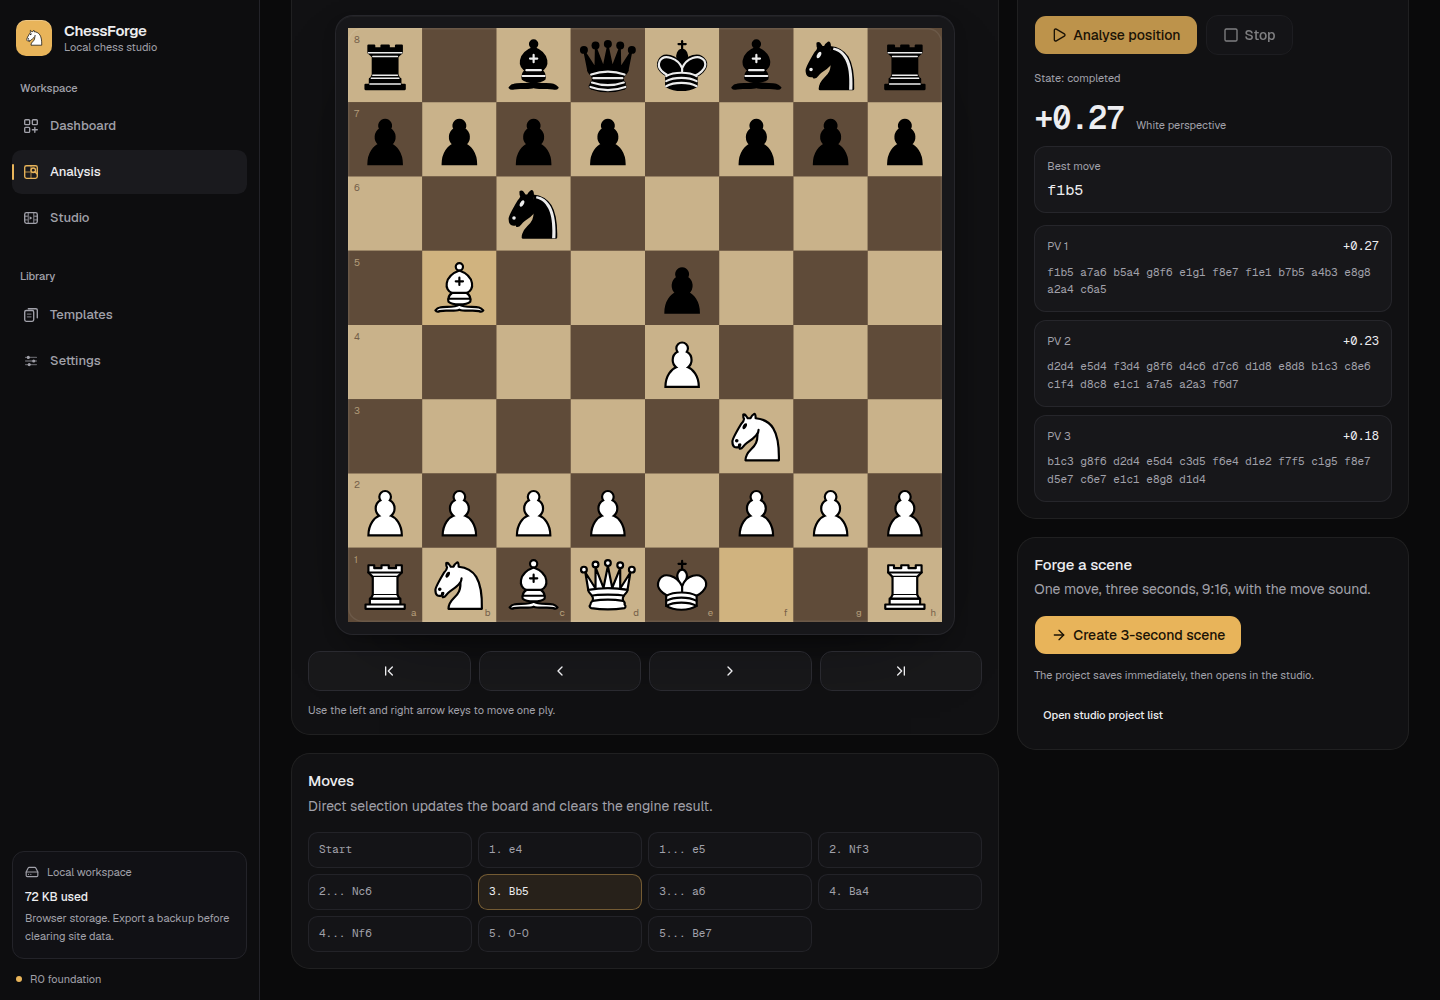 ChessForge
Local chess studio
Workspace
Dashboard
Analysis
Studio
Library
Templates
Settings
Local workspace
72 KB used
Browser storage. Export a backup before
clearing site data.
R0 foundation
8
7
6
5
4
3
2
1
a
b
c
d
e
f
g
h
Use the left and right arrow keys to move one ply.
Moves
Direct selection updates the board and clears the engine result.
Start
1. e4
1... e5
2. Nf3
2... Nc6
3. Bb5
3... a6
4. Ba4
4... Nf6
5. O-O
5... Be7
Analyse position
Stop
State: completed
+0.27 White perspective
Best move
f1b5
PV 1 +0.27
f1b5 a7a6 b5a4 g8f6 e1g1 f8e7 f1e1 b7b5 a4b3 e8g8
a2a4 c6a5
PV 2 +0.23
d2d4 e5d4 f3d4 g8f6 d4c6 d7c6 d1d8 e8d8 b1c3 c8e6
c1f4 d8c8 e1c1 a7a5 a2a3 f6d7
PV 3 +0.18
b1c3 g8f6 d2d4 e5d4 c3d5 f6e4 d1e2 f7f5 c1g5 f8e7
d5e7 c6e7 e1c1 e8g8 d1d4
Forge a scene
One move, three seconds, 9:16, with the move sound.
Create 3-second scene
The project saves immediately, then opens in the studio.
Open studio project list